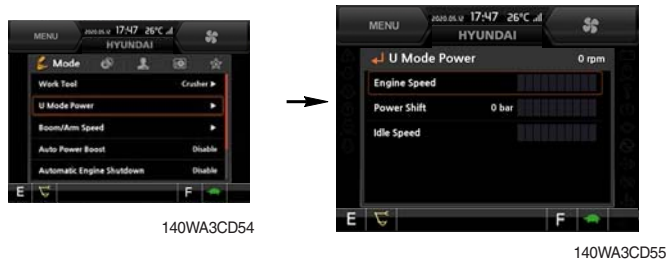 MENU 2020.05.12 17:47 26°C
HYUNDAI
Mode
Work Tool Crusher ▶
U Mode Power ▶
Boom/Arm Speed ▶
Auto Power Boost Disable
Automatic Engine Shutdown Disable
E F
140WA3CD54
MENU 2020.05.12 17:47 26°C
HYUNDAI
U Mode Power 0 rpm
Engine Speed
Power Shift 0 bar
Idle Speed
E F
140WA3CD55